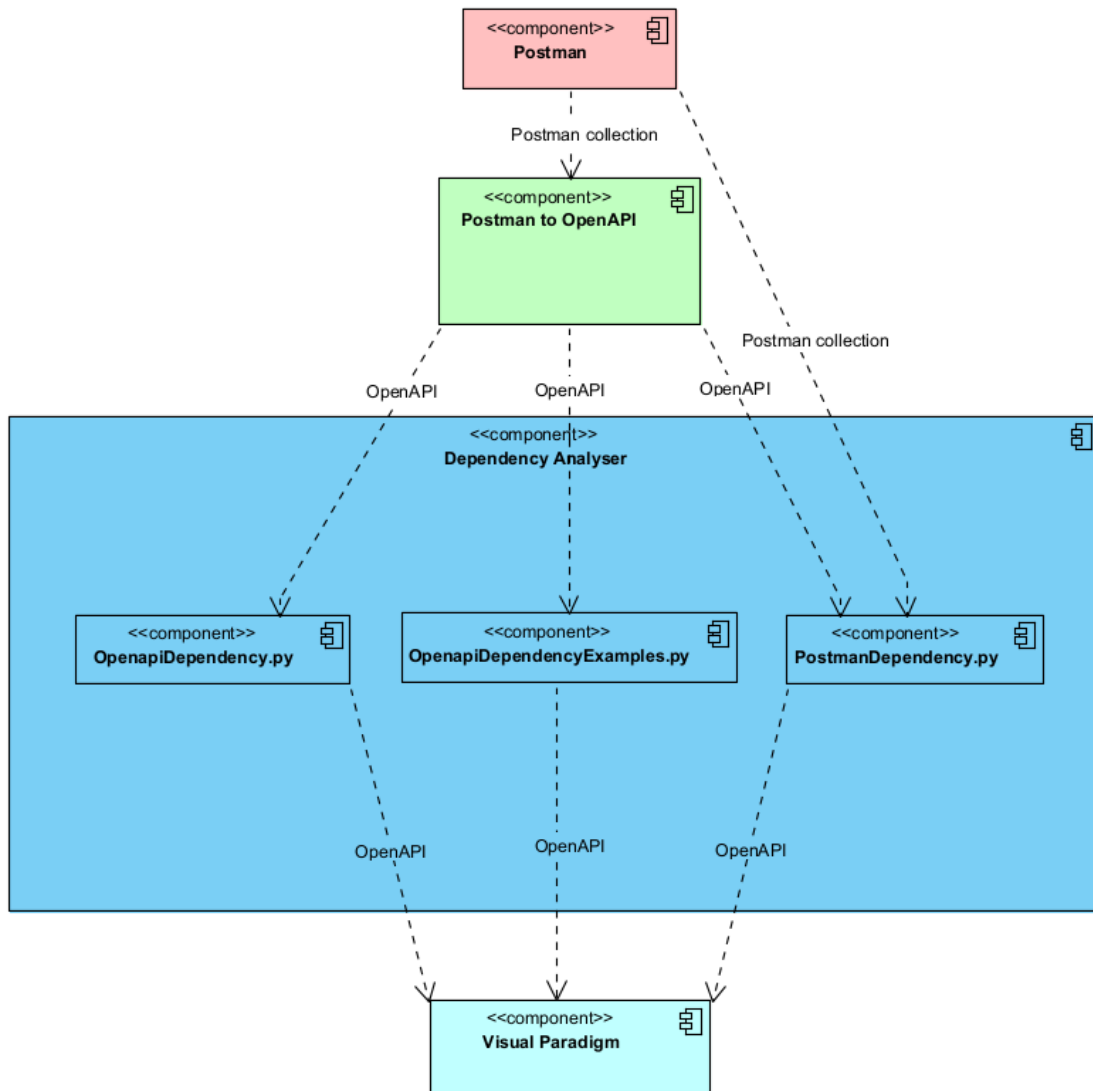 <<component>>
Postman
Postman collection
<<component>>
Postman to OpenAPI
Postman collection
OpenAPI
OpenAPI
OpenAPI
<<component>>
Dependency Analyser
<<component>>
OpenapiDependency.py
<<component>>
OpenapiDependencyExamples.py
<<component>>
PostmanDependency.py
OpenAPI
OpenAPI
OpenAPI
<<component>>
Visual Paradigm